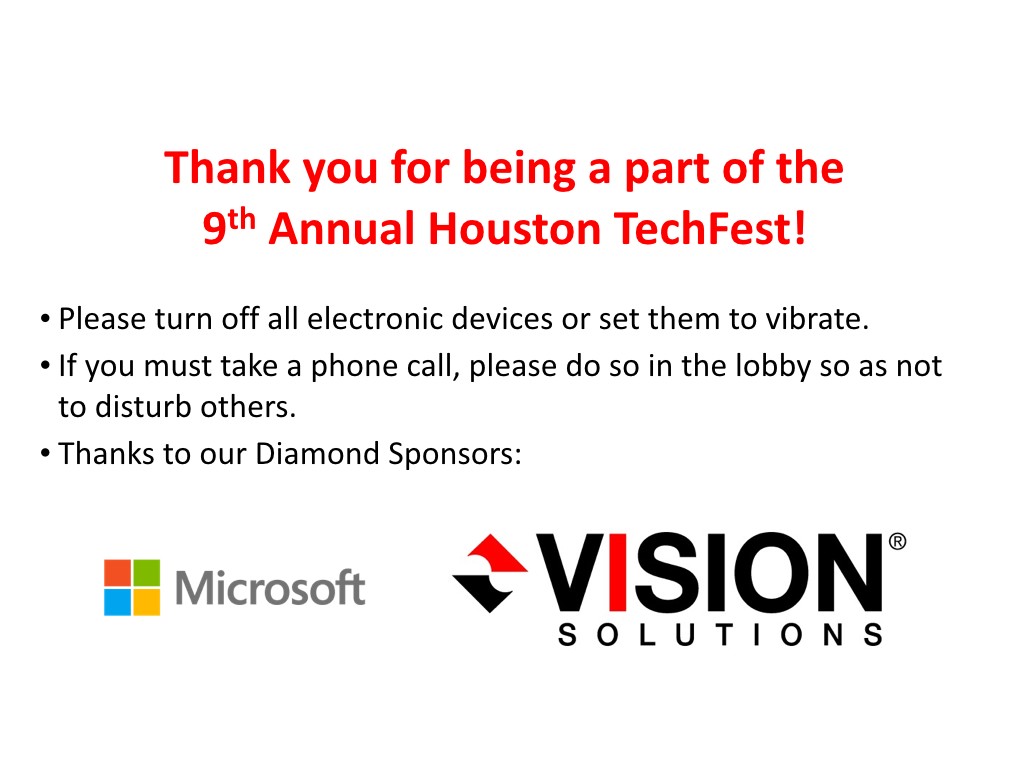 Thank you for being a part of the
9th Annual Houston TechFest!
• Please turn off all electronic devices or set them to vibrate.
• If you must take a phone call, please do so in the lobby so as not
to disturb others.
• Thanks to our Diamond Sponsors:
Microsoft
VISION®
SOLUTIONS